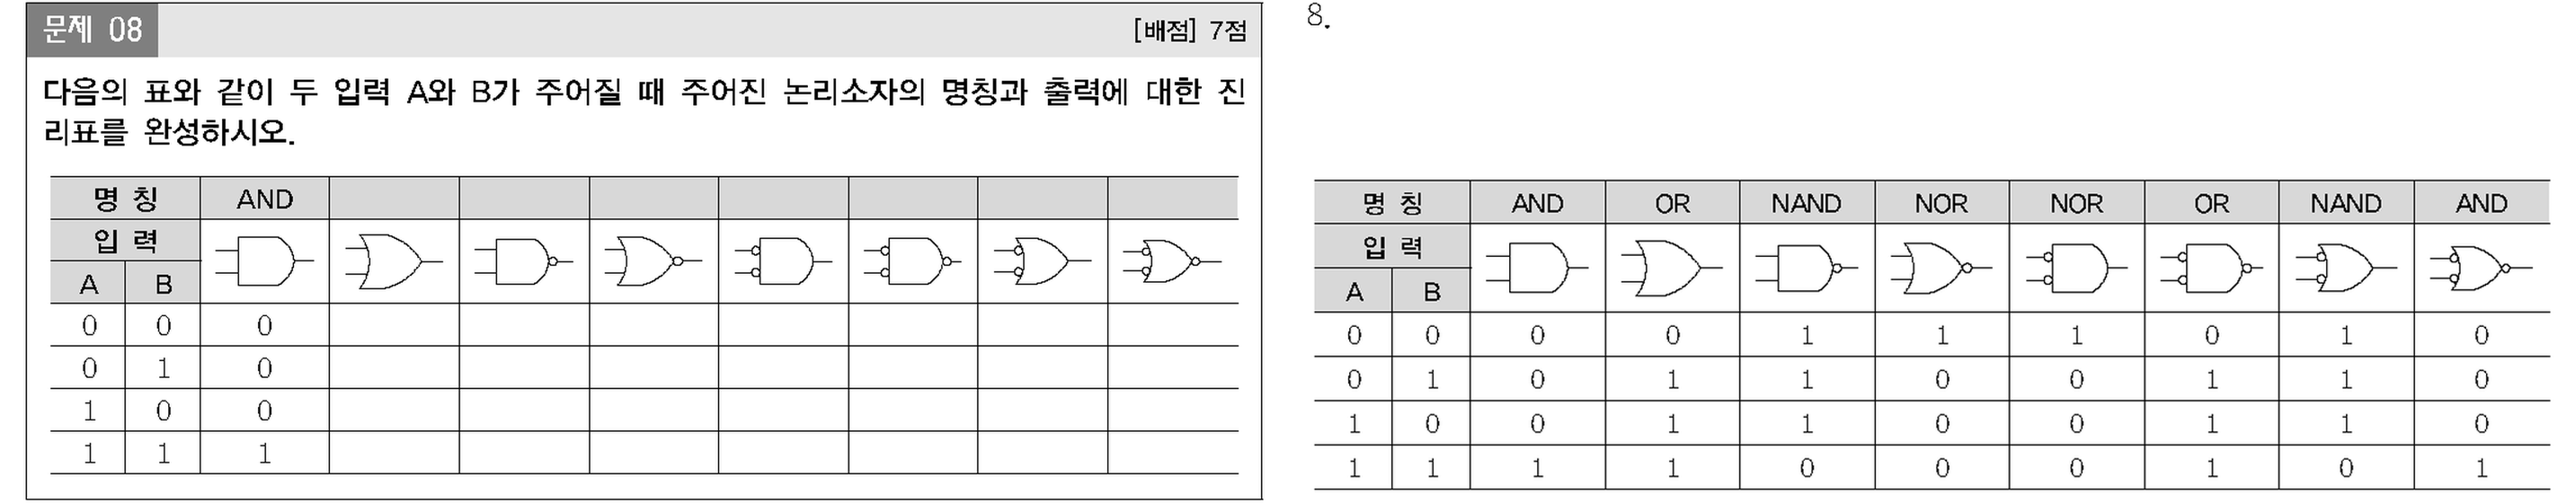 문제 08
[배점] 7점
다음의 표와 같이 두 입력 A와 B가 주어질 때 주어진 논리소자의 명칭과 출력에 대한 진
리표를 완성하시오.
명 칭 AND
입 력
A B
0 0 0
0 1 0
1 0 0
1 1 1
8.
명 칭 AND OR NAND NOR NOR OR NAND AND
입 력
A B
0 0 0 0 1 1 1 0 1 0
0 1 0 1 1 0 0 1 1 0
1 0 0 1 1 0 0 1 1 0
1 1 1 1 0 0 0 1 0 1